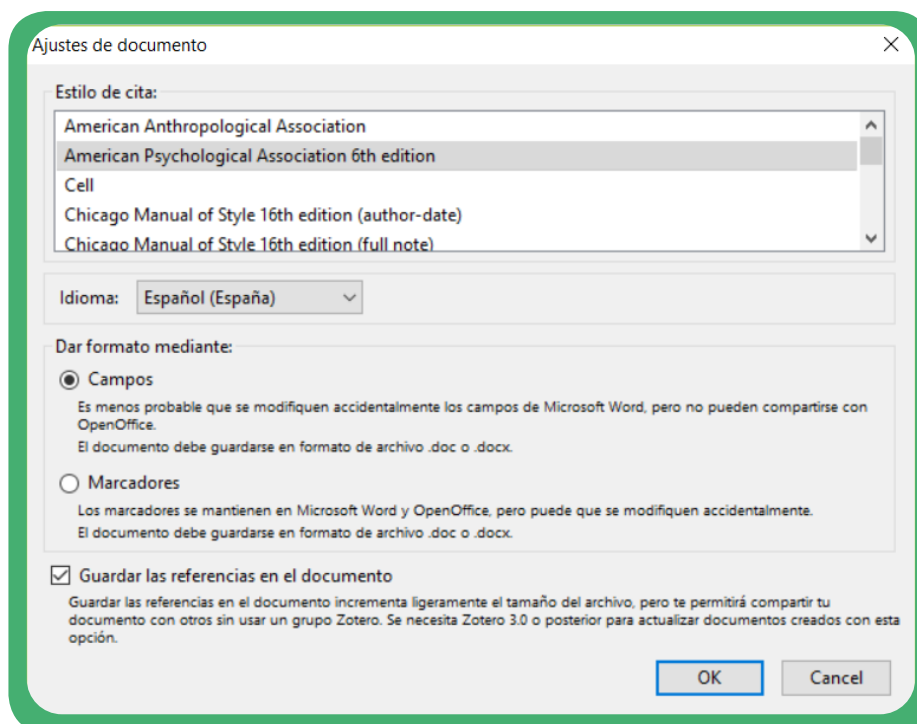 Ajustes de documento
Estilo de cita:
American Anthropological Association
American Psychological Association 6th edition
Cell
Chicago Manual of Style 16th edition (author-date)
Chicago Manual of Style 16th edition (full note)
Idioma: Español (España)
Dar formato mediante:
Campos
Es menos probable que se modifiquen accidentalmente los campos de Microsoft Word, pero no pueden compartirse con
OpenOffice.
El documento debe guardarse en formato de archivo .doc o .docx.
Marcadores
Los marcadores se mantienen en Microsoft Word y OpenOffice, pero puede que se modifiquen accidentalmente.
El documento debe guardarse en formato de archivo .doc o .docx.
Guardar las referencias en el documento
Guardar las referencias en el documento incrementa ligeramente el tamaño del archivo, pero te permitirá compartir tu
documento con otros sin usar un grupo Zotero. Se necesita Zotero 3.0 o posterior para actualizar documentos creados con esta
opción.
OK Cancel